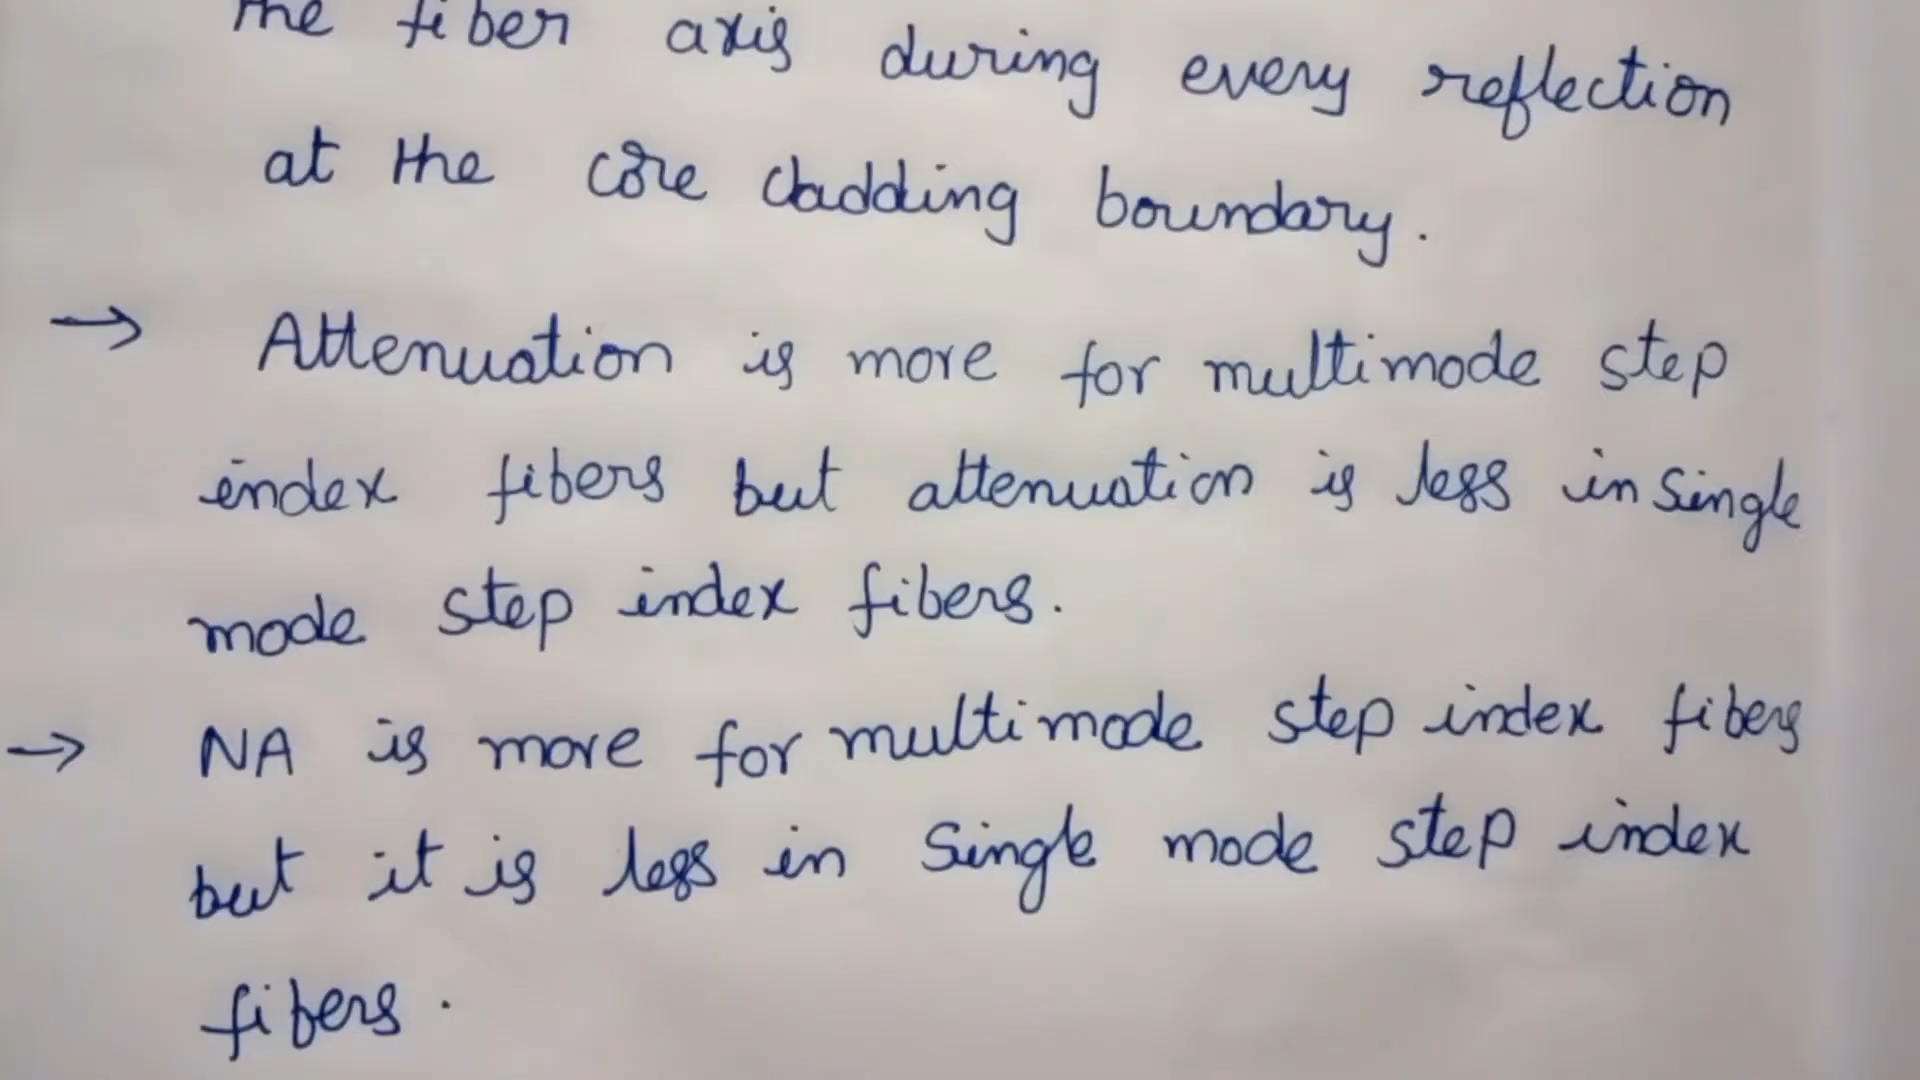 the fiber axis during every reflection
at the core cladding boundary.
→ Attenuation is more for multimode step
index fibers but attenuation is less in single
mode step index fibers.
→ NA is more for multimode step index fibers
but it is less in Single mode step index
fibers.